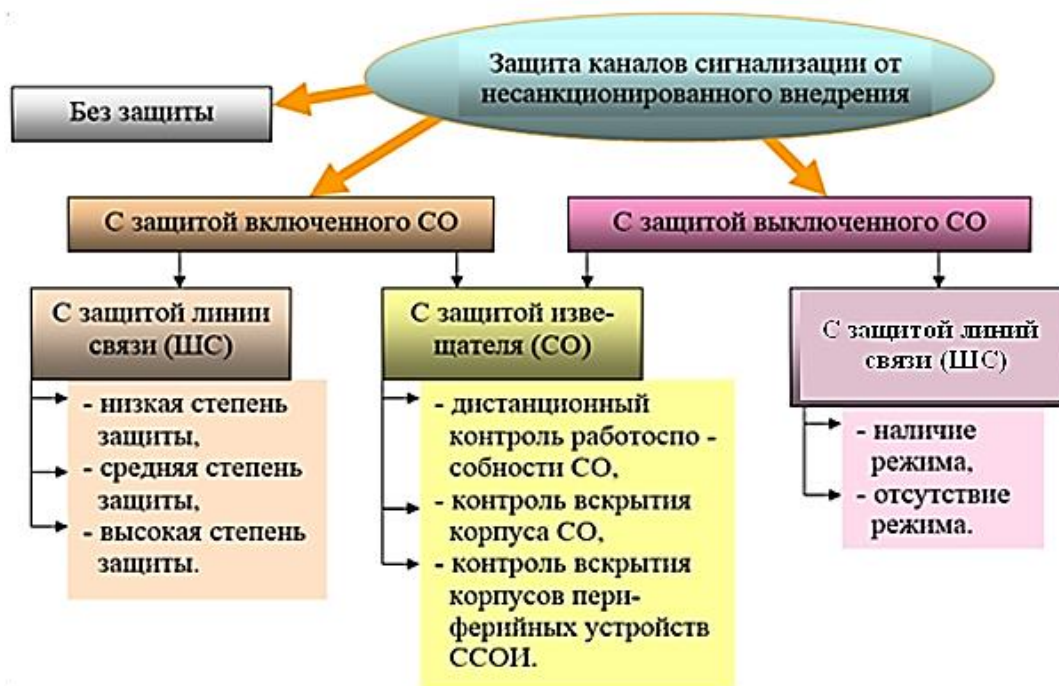 Защита каналов сигнализации от
несанкционированного внедрения
Без защиты
С защитой включенного СО
С защитой выключенного СО
С защитой линии
связи (ШС)
- низкая степень
защиты,
- средняя степень
защиты,
- высокая степень
защиты.
С защитой изве-
щателя (СО)
- дистанционный
контроль работоспо -
собности СО,
- контроль вскрытия
корпуса СО,
- контроль вскрытия
корпусов пери-
ферийных устройств
ССОИ.
С защитой линий
связи (ШС)
- наличие
режима,
- отсутствие
режима.